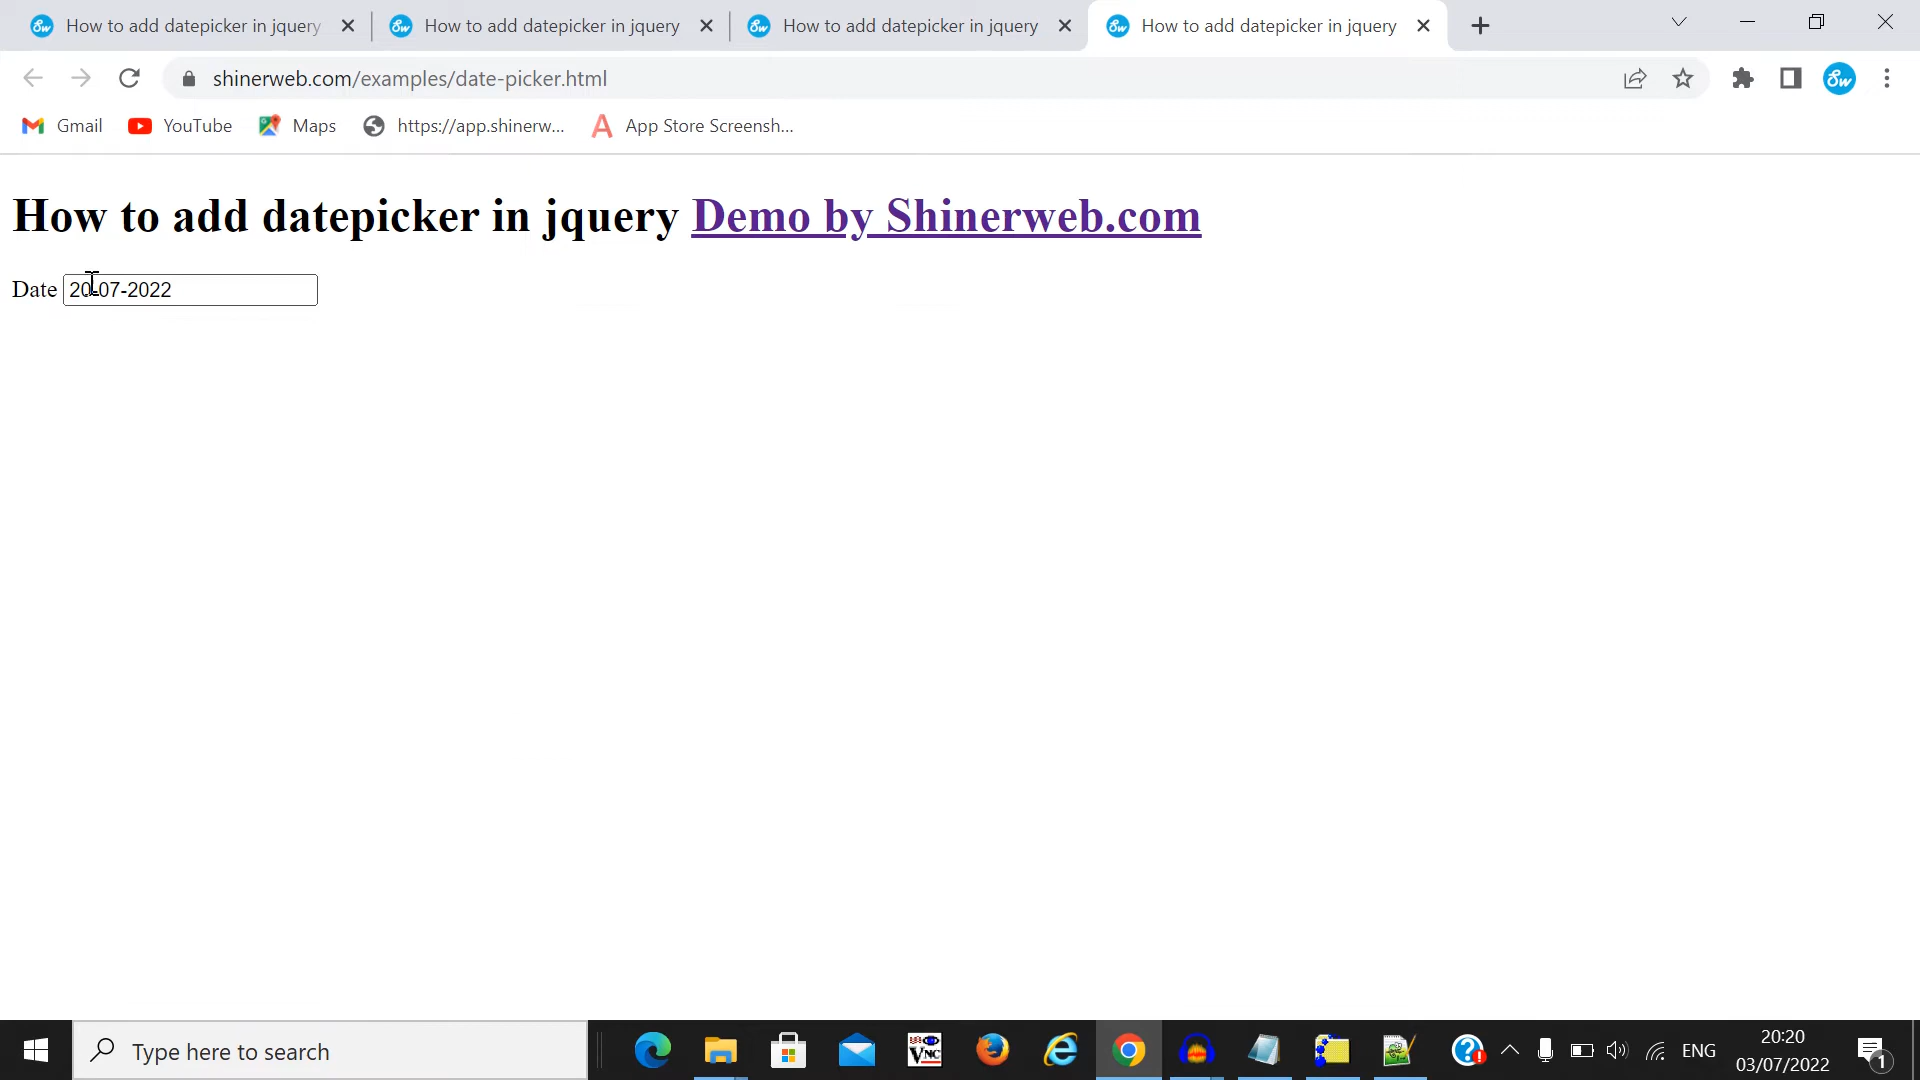 How to add datepicker in jquery
How to add datepicker in jquery
How to add datepicker in jquery
How to add datepicker in jquery
shinerweb.com/examples/date-picker.html
Sw
Gmail
YouTube
Maps
https://app.shinerw...
App Store Screensh...
How to add datepicker in jquery Demo by Shinerweb.com
Date 20-07-2022
Type here to search
VNC
ENG
20:20
03/07/2022
1